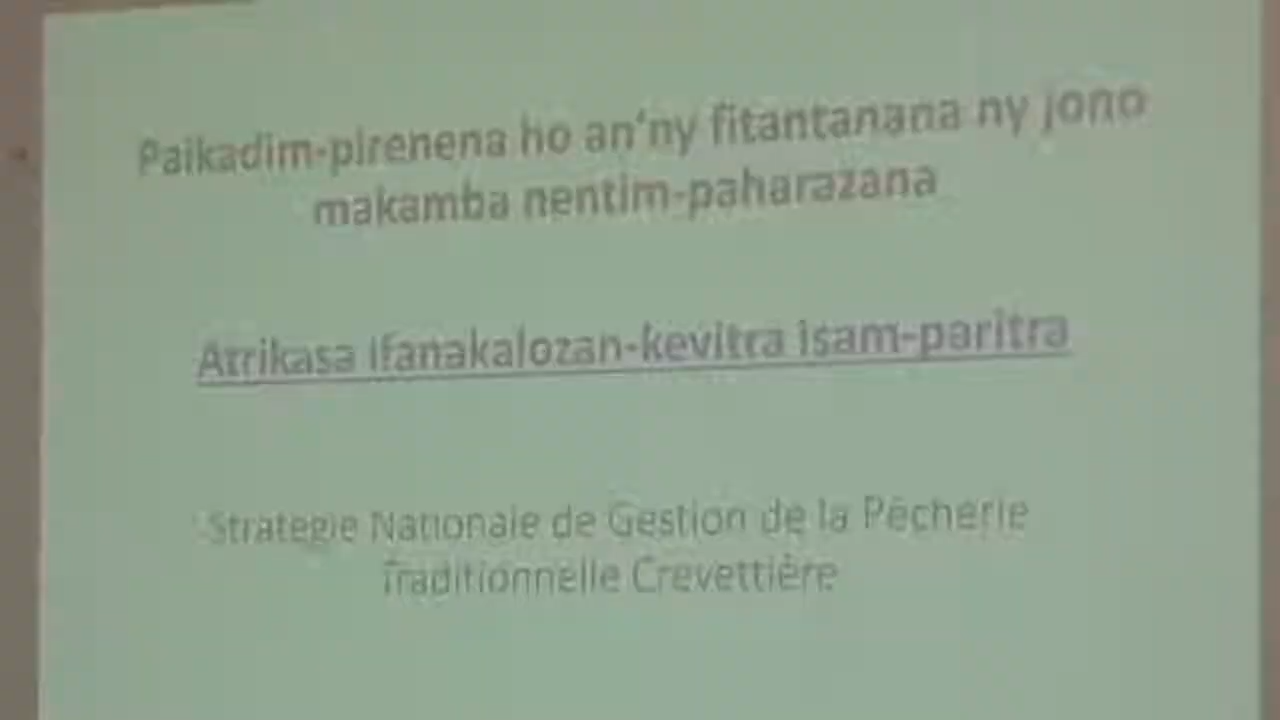 Paikadim-pirenena ho an'ny fitantanana ny jono
makamba nentim-paharazana
Atrikasa ifanakalozan-kevitra isam-paritra
Strategie Nationale de Gestion de la Pêcherie
Traditionnelle Crevettière